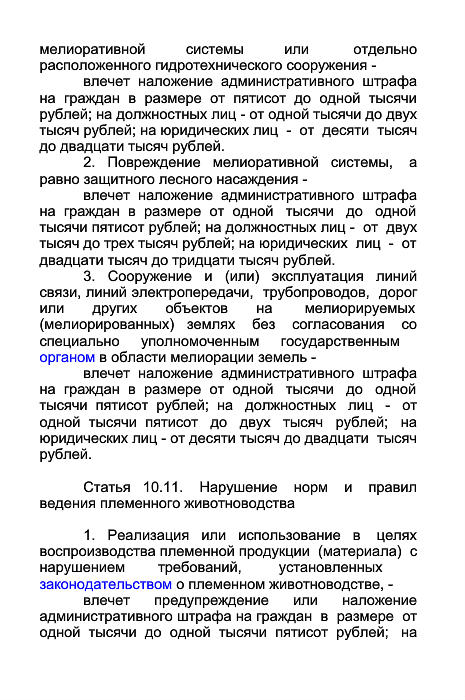 мелиоративной системы или отдельно
расположенного гидротехнического сооружения -
влечет наложение административного штрафа
на граждан в размере от пятисот до одной тысячи
рублей; на должностных лиц - от одной тысячи до двух
тысяч рублей; на юридических лиц - от десяти тысяч
до двадцати тысяч рублей.
2. Повреждение мелиоративной системы, а
равно защитного лесного насаждения -
влечет наложение административного штрафа
на граждан в размере от одной тысячи до одной
тысячи пятисот рублей; на должностных лиц - от двух
тысяч до трех тысяч рублей; на юридических лиц - от
двадцати тысяч до тридцати тысяч рублей.
3. Сооружение и (или) эксплуатация линий
связи, линий электропередачи, трубопроводов, дорог
или других объектов на мелиорируемых
(мелиорированных) землях без согласования со
специально уполномоченным государственным
органом в области мелиорации земель -
влечет наложение административного штрафа
на граждан в размере от одной тысячи до одной
тысячи пятисот рублей; на должностных лиц - от
одной тысячи пятисот до двух тысяч рублей; на
юридических лиц - от десяти тысяч до двадцати тысяч
рублей.
Статья 10.11. Нарушение норм и правил
ведения племенного животноводства
1. Реализация или использование в целях
воспроизводства племенной продукции (материала) с
нарушением требований, установленных
законодательством о племенном животноводстве, -
влечет предупреждение или наложение
административного штрафа на граждан в размере от
одной тысячи до одной тысячи пятисот рублей; на